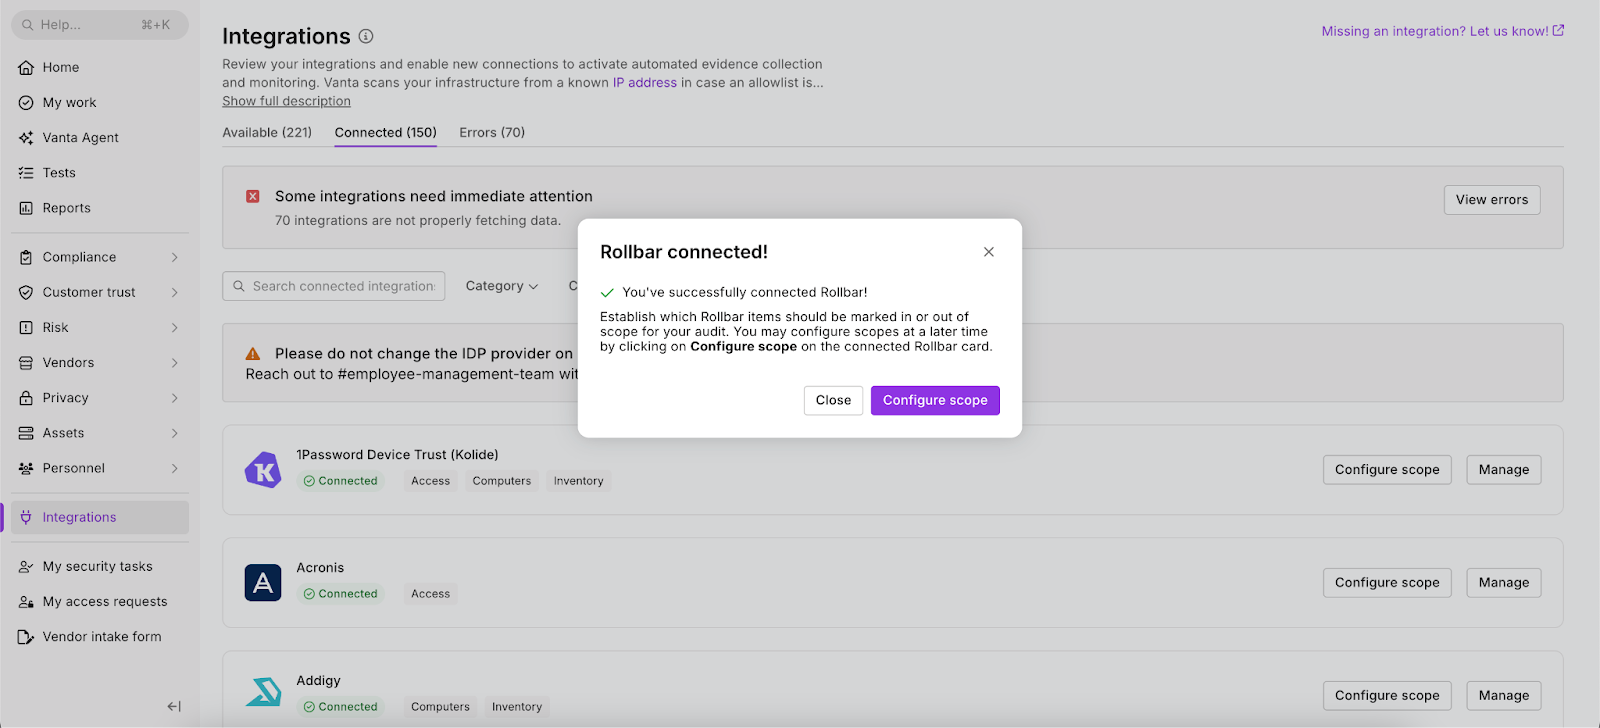 Help...
⌘+K
Home
My work
Vanta Agent
Tests
Reports
Compliance
Customer trust
Risk
Vendors
Privacy
Assets
Personnel
Integrations
My security tasks
My access requests
Vendor intake form
Integrations
Missing an integration? Let us know!
Review your integrations and enable new connections to activate automated evidence collection
and monitoring. Vanta scans your infrastructure from a known IP address in case an allowlist is...
Show full description
Available (221)
Connected (150)
Errors (70)
Some integrations need immediate attention
70 integrations are not properly fetching data.
View errors
Search connected integration
Category
C
Please do not change the IDP provider on
Reach out to #employee-management-team wit
Rollbar connected!
You've successfully connected Rollbar!
Establish which Rollbar items should be marked in or out of
scope for your audit. You may configure scopes at a later time
by clicking on Configure scope on the connected Rollbar card.
Close
Configure scope
1Password Device Trust (Kolide)
Connected
Access
Computers
Inventory
Configure scope
Manage
Acronis
Connected
Access
Configure scope
Manage
Addigy
Connected
Computers
Inventory
Configure scope
Manage